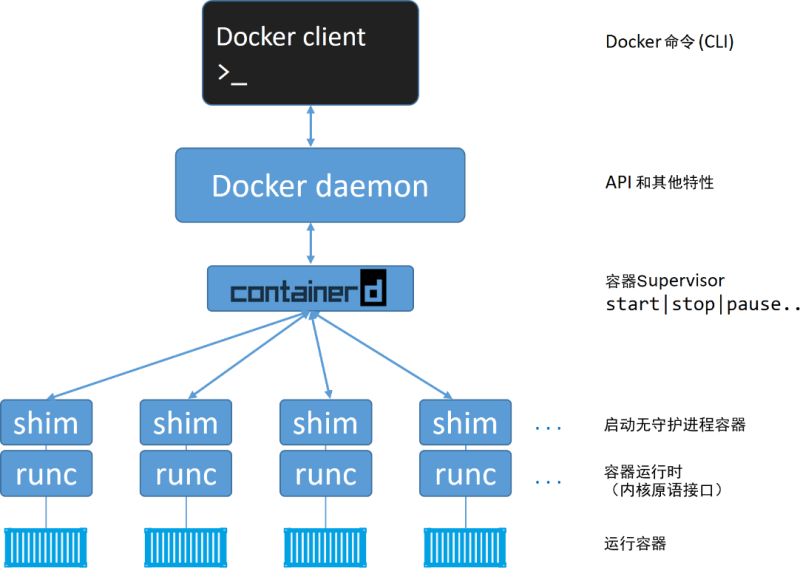 Docker client
>_
Docker命令(CLI)
Docker daemon
API 和其他特性
containerd
容器Supervisor
start|stop|pause..
shim shim shim shim ... 启动无守护进程容器
runc runc runc runc ... 容器运行时
（内核原语接口）
运行容器